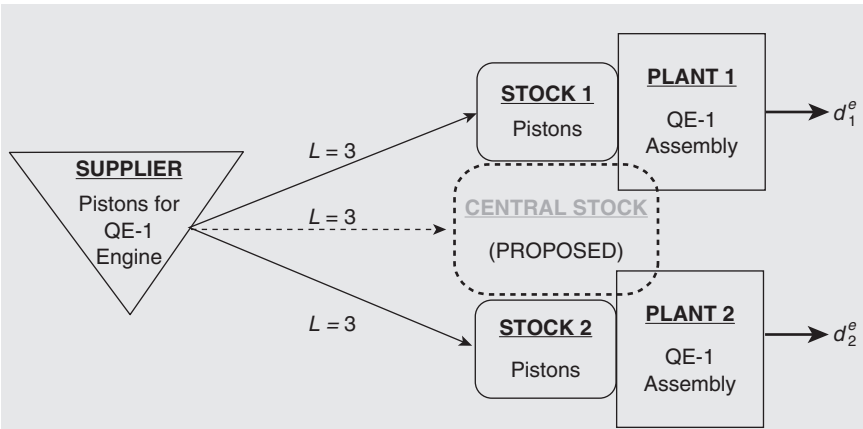 SUPPLIER
Pistons for
QE-1
Engine
L = 3
L = 3
L = 3
STOCK 1
Pistons
PLANT 1
QE-1
Assembly
d₁ᵉ
CENTRAL STOCK
(PROPOSED)
STOCK 2
Pistons
PLANT 2
QE-1
Assembly
d₂ᵉ